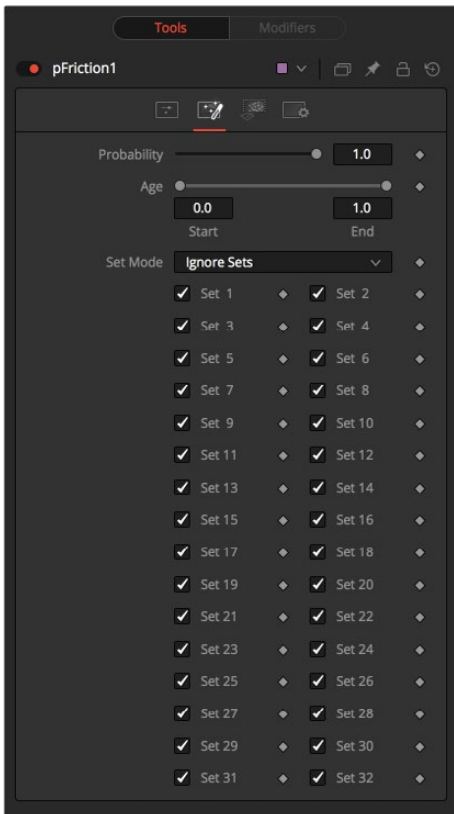 Tools Modifiers
pFriction1
Probability 1.0
Age
0.0 1.0
Start End
Set Mode Ignore Sets
Set 1 Set 2
Set 3 Set 4
Set 5 Set 6
Set 7 Set 8
Set 9 Set 10
Set 11 Set 12
Set 13 Set 14
Set 15 Set 16
Set 17 Set 18
Set 19 Set 20
Set 21 Set 22
Set 23 Set 24
Set 25 Set 26
Set 27 Set 28
Set 29 Set 30
Set 31 Set 32